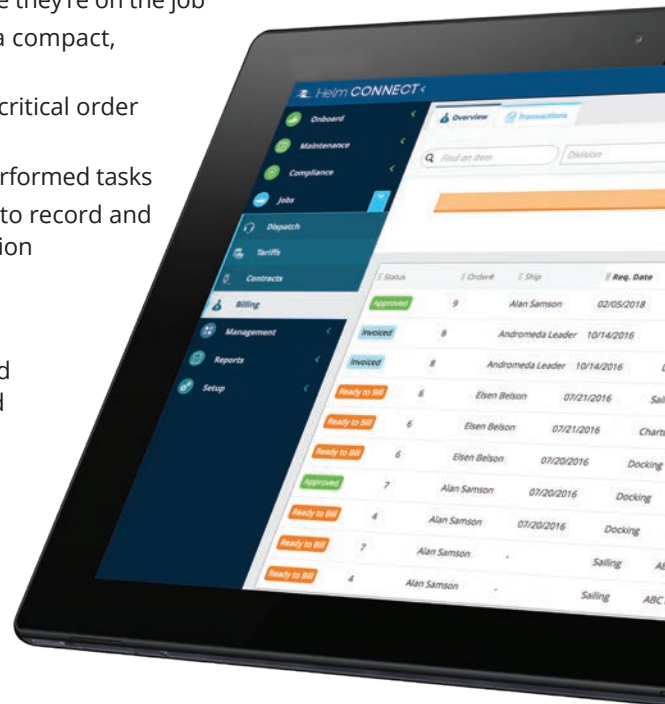 e they're on the job
a compact,
critical order
rformed tasks
to record and
ion
d
d
Helm CONNECT
Onboard
Maintenance
Compliance
Jobs
Dispatch
Tariffs
Contracts
Billing
Management
Reports
Setup
Overview Transactions
Find an Item Division
Status Order# Ship Req. Date
Approved 9 Alan Samson 02/05/2018
Invoiced 8 Andromeda Leader 10/14/2016
Invoiced 8 Andromeda Leader 10/14/2016
Ready to Bill 6 Elsen Belson 07/21/2016 Sail
Ready to Bill 6 Elsen Belson 07/21/2016 Charte
Ready to Bill 6 Elsen Belson 07/20/2016 Docking
Approved 7 Alan Samson 07/20/2016 Docking
Ready to Bill 4 Alan Samson 07/20/2016 Docking
Ready to Bill 7 Alan Samson - Sailing AB
Ready to Bill 4 Alan Samson - Sailing ABC